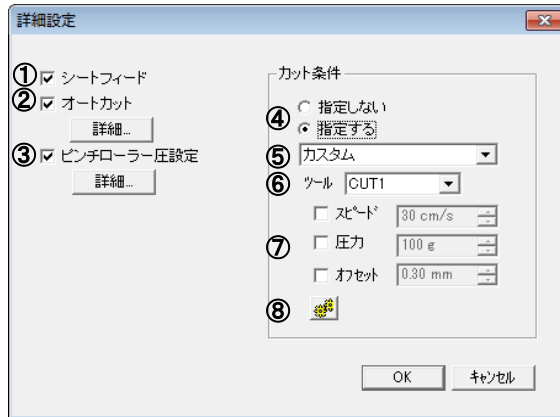 詳細設定
① シートフィード
② オートカット
詳細...
③ ピンチローラー圧設定
詳細...
カット条件
④ 指定しない
指定する
⑤ カスタム
⑥ ツール CUT1
スピード 30 cm/s
⑦ 圧力 100 g
オフセット 0.30 mm
⑧
OK キャンセル